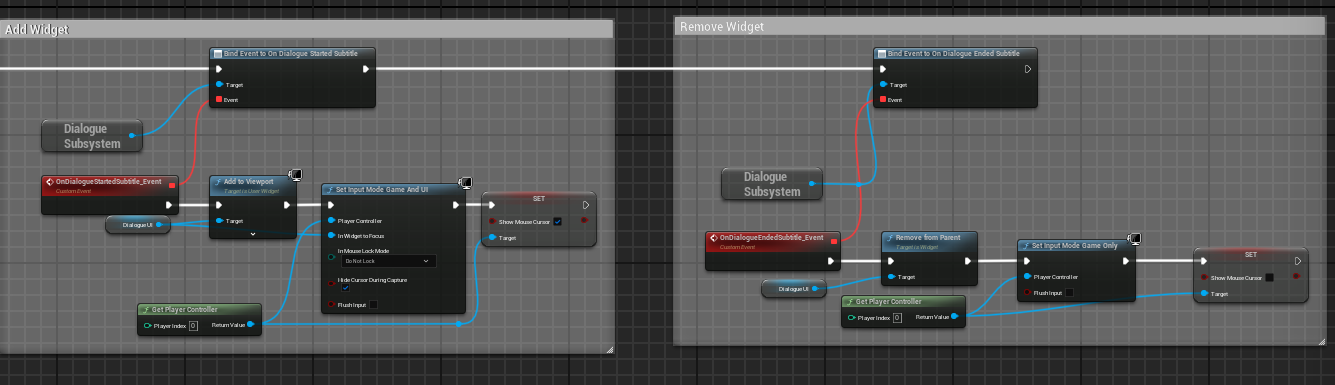 Add Widget
Bind Event to On Dialogue Started Subtitle
Target
Event
Dialogue
Subsystem
OnDialogueStartedSubtitle_Event
Custom Event
Dialogue UI
Add to Viewport
Target is User Widget
Target
Set Input Mode Game And UI
Player Controller
In Widget to Focus
In Mouse Lock Mode
Do Not Lock
Hide Cursor During Capture
Flush Input
SET
Show Mouse Cursor
Target
Get Player Controller
Player Index 0
Return Value
Remove Widget
Bind Event to On Dialogue Ended Subtitle
Target
Event
Dialogue
Subsystem
OnDialogueEndedSubtitle_Event
Custom Event
Dialogue UI
Remove from Parent
Target is Widget
Target
Set Input Mode Game Only
Player Controller
Flush Input
SET
Show Mouse Cursor
Target
Get Player Controller
Player Index 0
Return Value